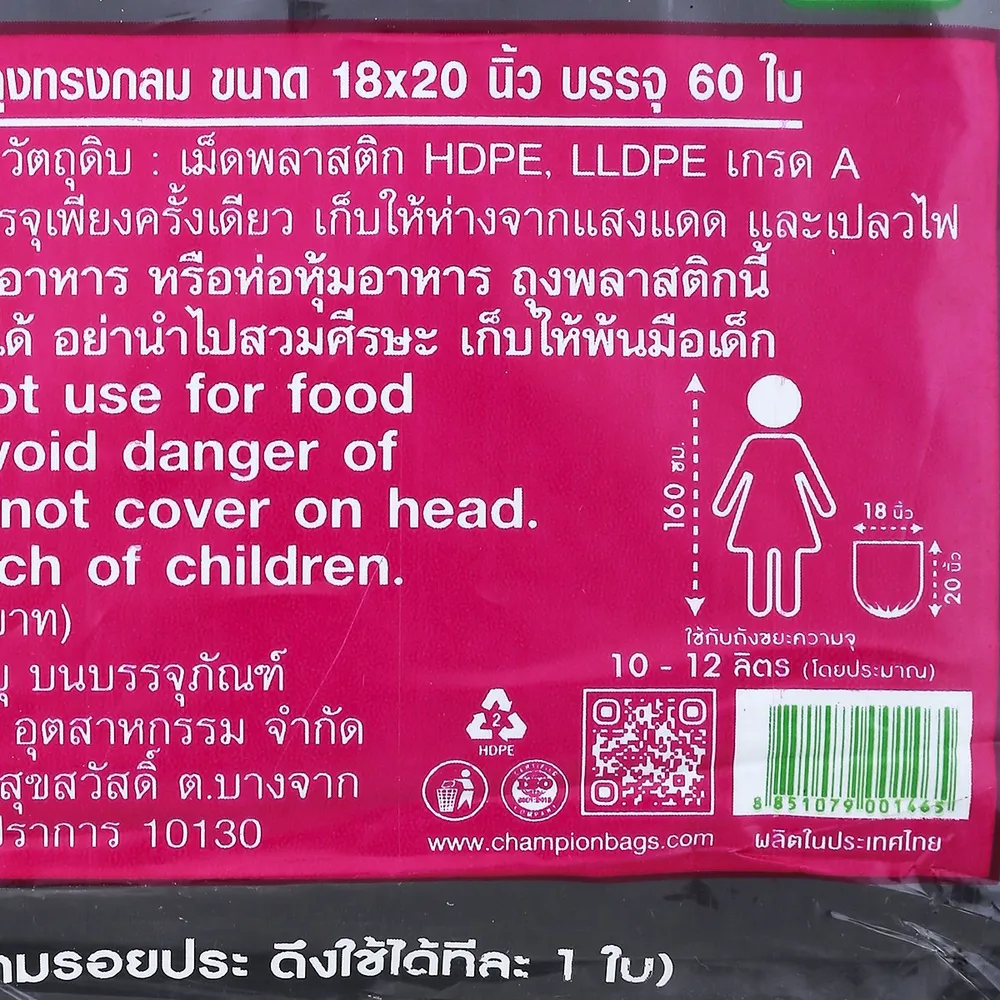 ถุงทรงกลม ขนาด 18x20 นิ้ว บรรจุ 60 ใบ
วัตถุดิบ : เม็ดพลาสติก HDPE, LLDPE เกรด A
รจุเพียงครั้งเดียว เก็บให้ห่างจากแสงแดด และเปลวไฟ
อาหาร หรือห่อหุ้มอาหาร ถุงพลาสติกนี้
ได้ อย่านำไปสวมศีรษะ เก็บให้พ้นมือเด็ก
ot use for food
void danger of
not cover on head.
ch of children.
160 ซม.
18 นิ้ว
20 นิ้ว
บาท)
ใช้กับถังขยะความจุ
10 - 12 ลิตร (โดยประมาณ)
ุ บนบรรจุภัณฑ์
อุตสาหกรรม จำกัด
สุขสวัสดิ์ ต.บางจาก
ปราการ 10130
2
HDPE
www.championbags.com
8 851079 001465
ผลิตในประเทศไทย
ามรอยประ ดึงใช้ได้ทีละ 1 ใบ)